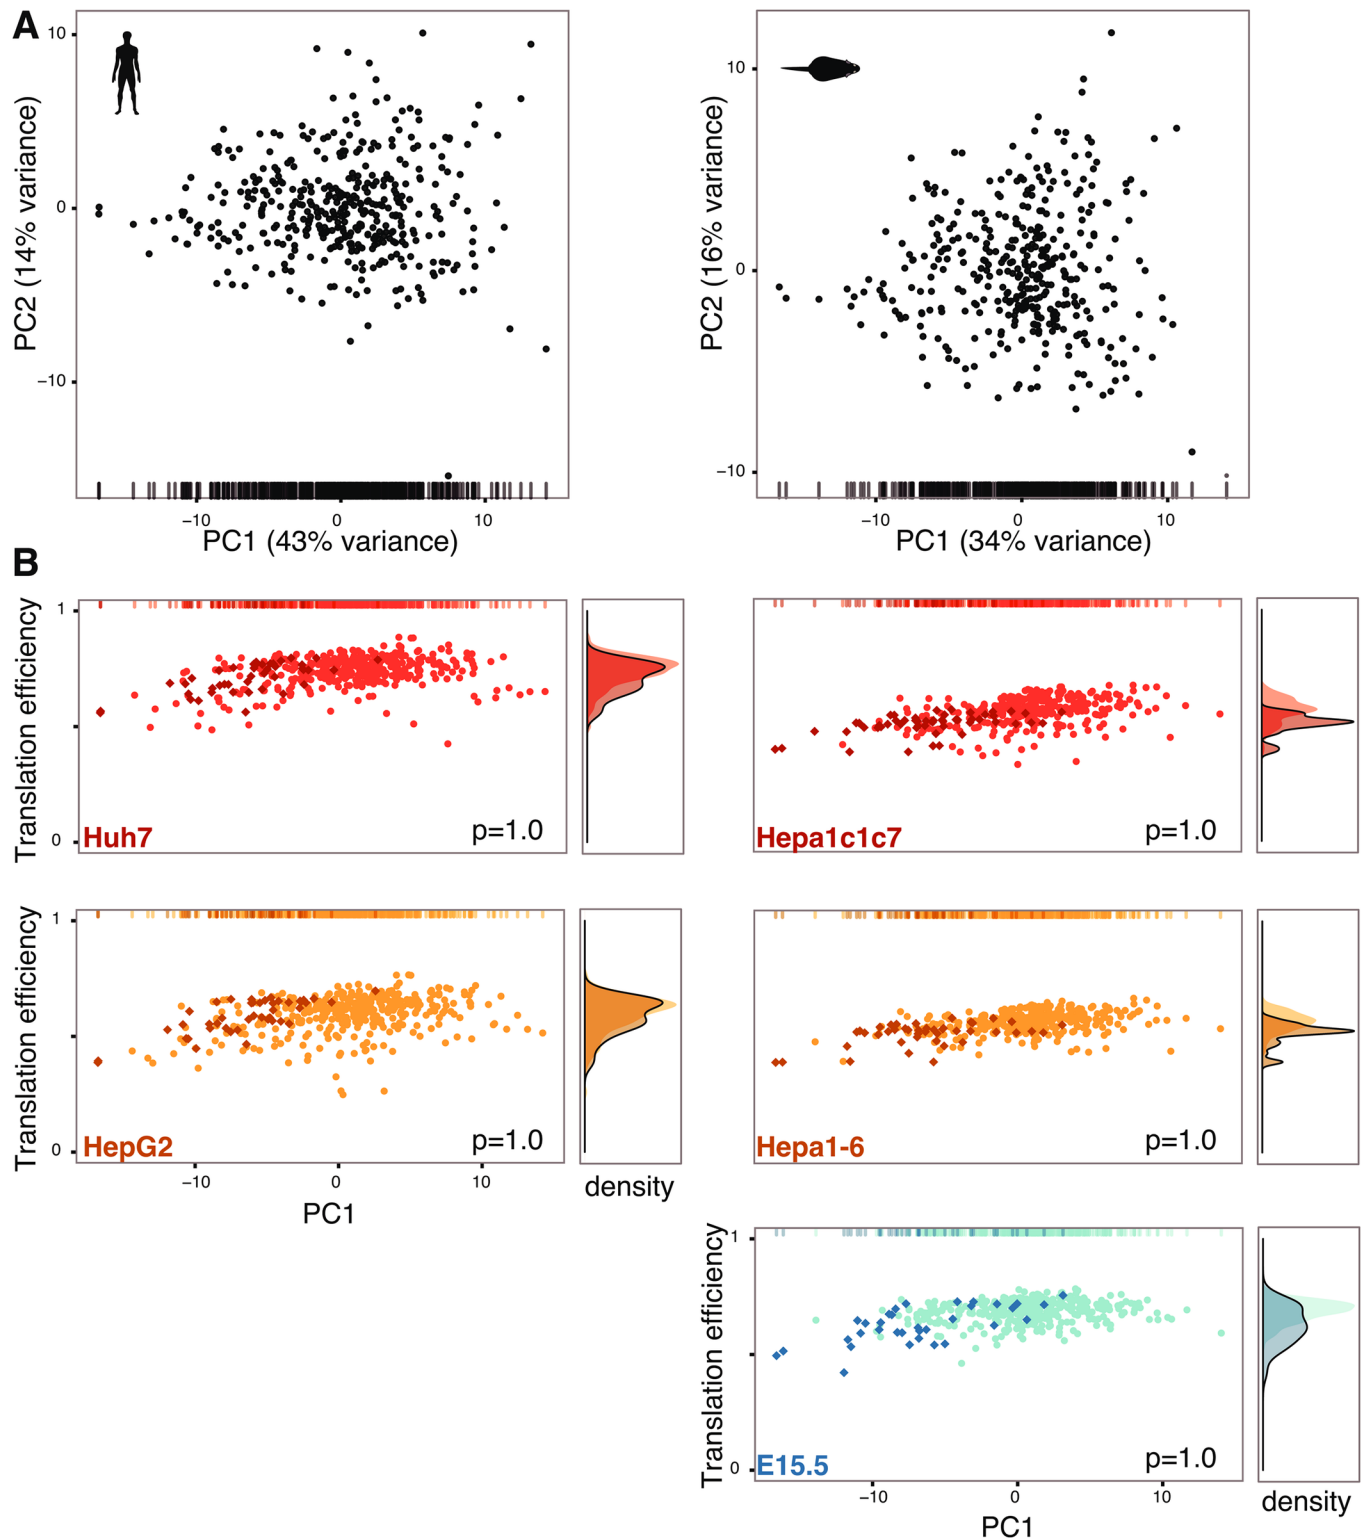 A
10
0
−10
PC2 (14% variance)
−10 0 10
PC1 (43% variance)
10
0
−10
PC2 (16% variance)
−10 0 10
PC1 (34% variance)
B
Translation efficiency
1
0
Huh7 p=1.0
Hepa1c1c7 p=1.0
Translation efficiency
1
0
HepG2 p=1.0
−10 0 10
PC1
density
Hepa1-6 p=1.0
Translation efficiency
1
0
E15.5 p=1.0
−10 0 10
PC1
density